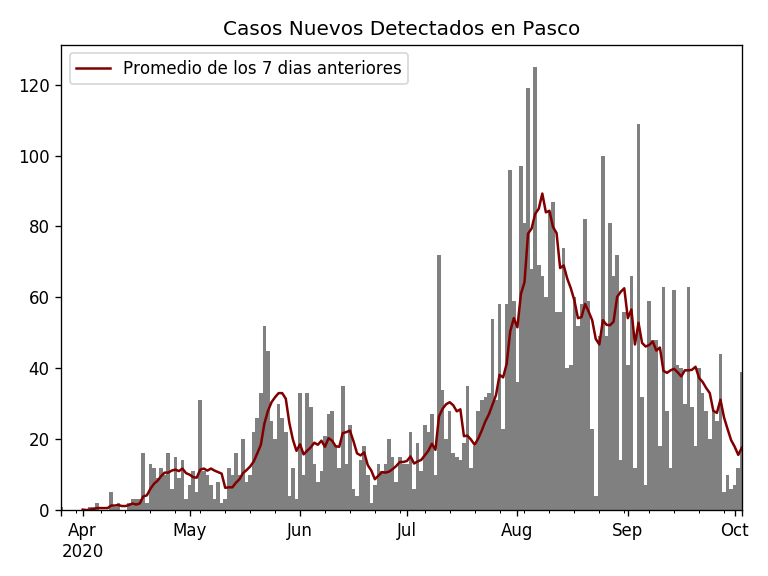 Casos Nuevos Detectados en Pasco
Promedio de los 7 dias anteriores
120
100
80
60
40
20
0
Apr May Jun Jul Aug Sep Oct
2020